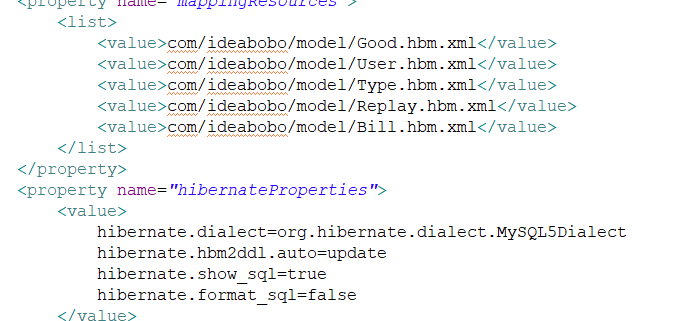 <property name="mappingResources">
<list>
<value>com/ideabobo/model/Good.hbm.xml</value>
<value>com/ideabobo/model/User.hbm.xml</value>
<value>com/ideabobo/model/Type.hbm.xml</value>
<value>com/ideabobo/model/Replay.hbm.xml</value>
<value>com/ideabobo/model/Bill.hbm.xml</value>
</list>
</property>
<property name="hibernateProperties">
<value>
hibernate.dialect=org.hibernate.dialect.MySQL5Dialect
hibernate.hbm2ddl.auto=update
hibernate.show_sql=true
hibernate.format_sql=false
</value>